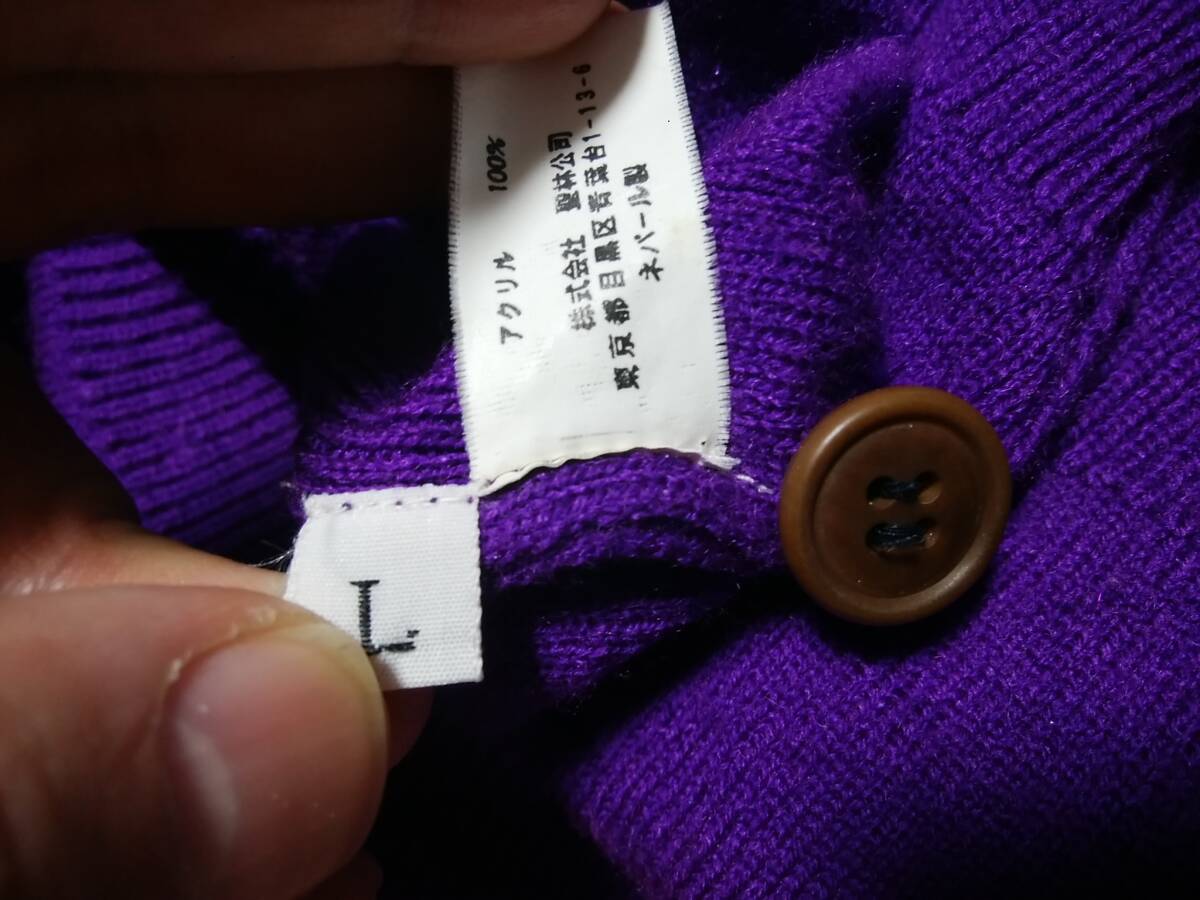 アクリル 100%
株式会社 聖林公司
東京都目黒区青葉台1-13-6
ネパール製
L